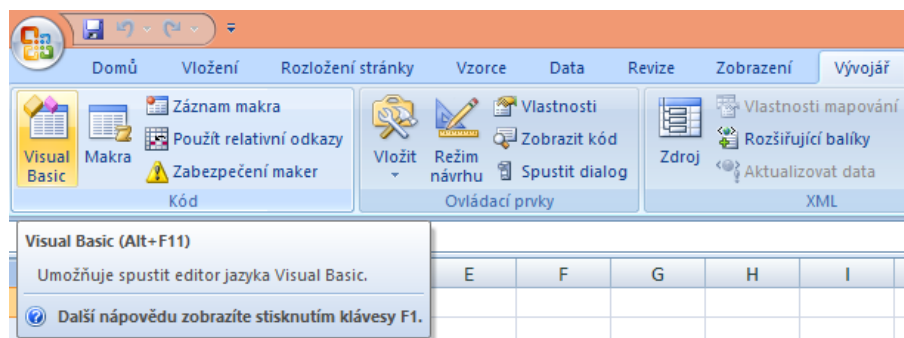 Domů Vložení Rozložení stránky Vzorce Data Revize Zobrazení Vývojář
Visual
Basic
Makra
Záznam makra
Použít relativní odkazy
Zabezpečení maker
Kód
Vložit
Režim
návrhu
Vlastnosti
Zobrazit kód
Spustit dialog
Ovládací prvky
Zdroj
Vlastnosti mapování
Rozšiřující balíky
Aktualizovat data
XML
Visual Basic (Alt+F11)
Umožňuje spustit editor jazyka Visual Basic.
Další nápovědu zobrazíte stisknutím klávesy F1.
E F G H I